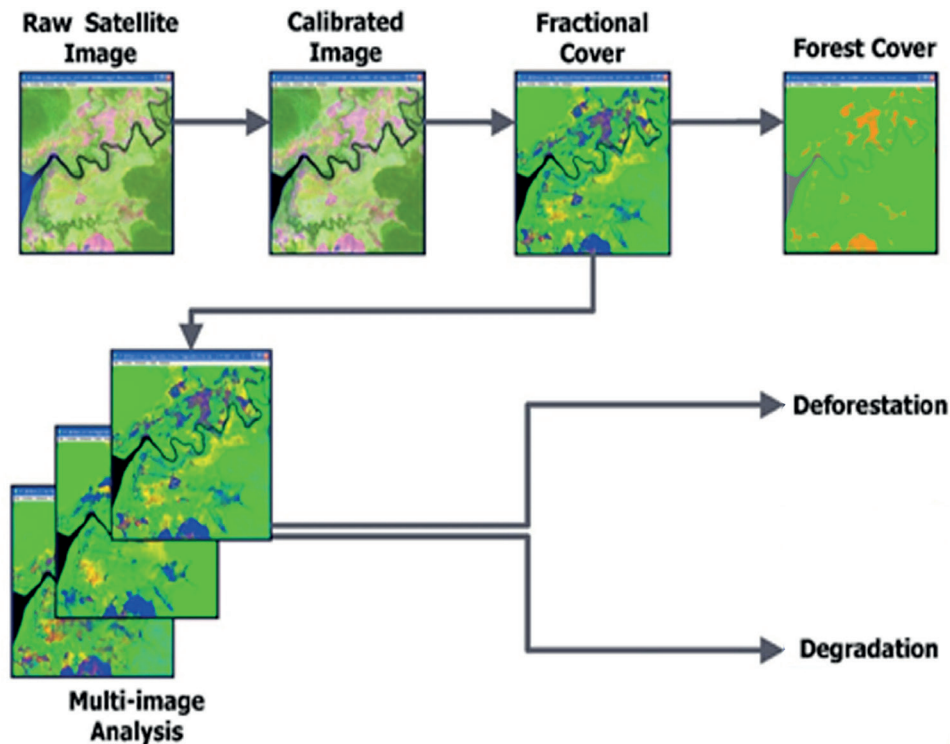 Raw Satellite
Image
Calibrated
Image
Fractional
Cover
Forest Cover
Deforestation
Degradation
Multi-image
Analysis